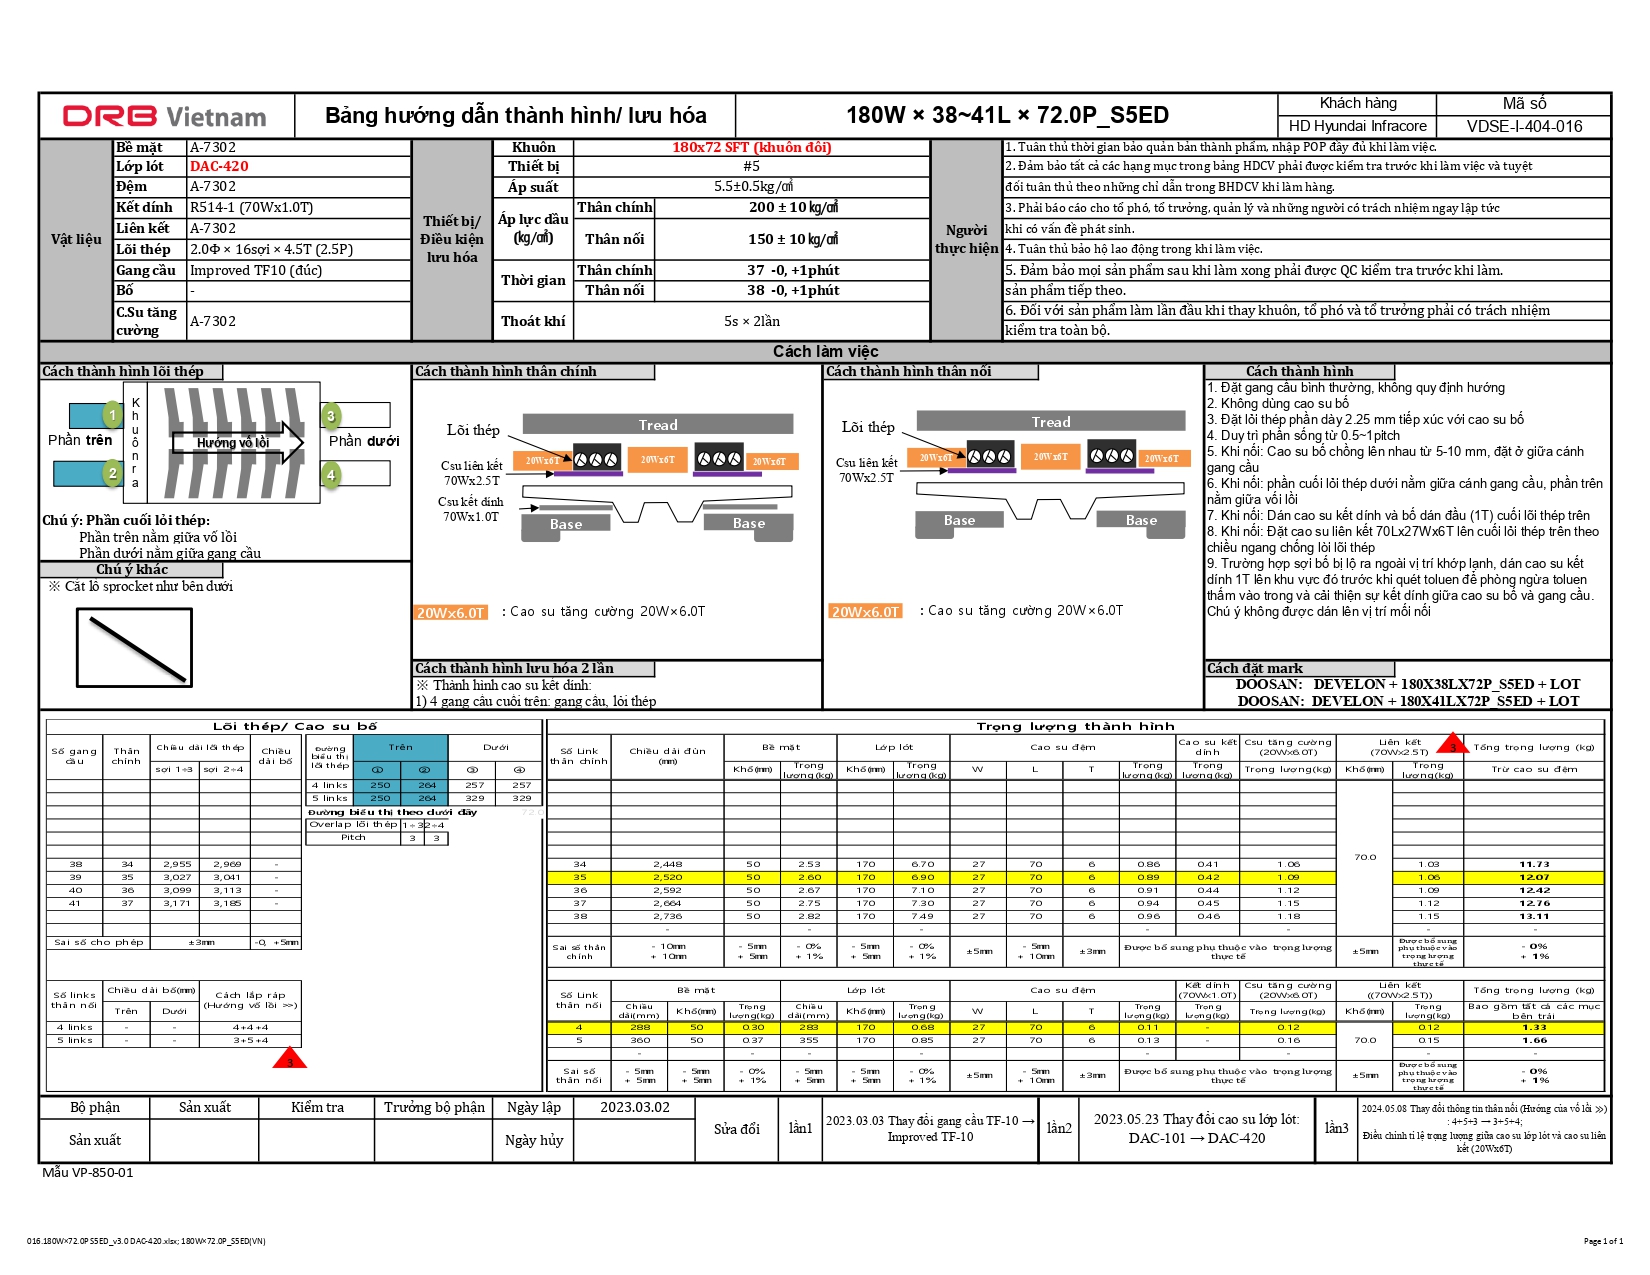 DRB Vietnam
Bảng hướng dẫn thành hình/ lưu hóa
180W × 38~41L × 72.0P_S5ED
Khách hàng
Mã số
HD Hyundai Infracore
VDSE-I-404-016
Vật liệu
Bề mặt A-7302
Lớp lót DAC-420
Đệm A-7302
Kết dính R514-1 (70Wx1.0T)
Liên kết A-7302
Lõi thép 2.0Φ × 16sợi × 4.5T (2.5P)
Gang cầu Improved TF10 (đúc)
Bố -
C.Su tăng cường A-7302
Thiết bị/ Điều kiện lưu hóa
Khuôn 180x72 SFT (khuôn đôi)
Thiết bị #5
Áp suất 5.5±0.5kg/㎠
Áp lực dầu (kg/㎠)
Thân chính 200 ± 10 kg/㎠
Thân nối 150 ± 10 kg/㎠
Thời gian
Thân chính 37 -0, +1phút
Thân nối 38 -0, +1phút
Thoát khí 5s × 2lần
Người thực hiện
1. Tuân thủ thời gian bảo quản bán thành phẩm, nhập POP đầy đủ khi làm việc.
2. Đảm bảo tất cả các hạng mục trong bảng HDCV phải được kiểm tra trước khi làm việc và tuyệt
đối tuân thủ theo những chỉ dẫn trong BHDCV khi làm hàng.
3. Phải báo cáo cho tổ phó, tổ trưởng, quản lý và những người có trách nhiệm ngay lập tức
khi có vấn đề phát sinh.
4. Tuân thủ bảo hộ lao động trong khi làm việc.
5. Đảm bảo mọi sản phẩm sau khi làm xong phải được QC kiểm tra trước khi làm.
sản phẩm tiếp theo.
6. Đối với sản phẩm làm lần đầu khi thay khuôn, tổ phó và tổ trưởng phải có trách nhiệm
kiểm tra toàn bộ.
Cách làm việc
Cách thành hình lõi thép
1
2
3
4
Phần trên
Khuôn ra
Hướng vố lồi
Phần dưới
Chú ý: Phần cuối lõi thép:
Phần trên nằm giữa vố lồi
Phần dưới nằm giữa gang cầu
Chú ý khác
※ Cắt lỗ sprocket như bên dưới
Cách thành hình thân chính
Tread
Lõi thép
20Wx6T
20Wx6T
20Wx6T
Csu liên kết
70Wx2.5T
Csu kết dính
70Wx1.0T
Base
Base
20Wx6.0T : Cao su tăng cường 20W×6.0T
Cách thành hình lưu hóa 2 lần
※ Thành hình cao su kết dính:
1) 4 gang cầu cuối trên: gang cầu, lõi thép
Cách thành hình thân nối
Tread
Lõi thép
20Wx6T
20Wx6T
20Wx6T
Csu liên kết
70Wx2.5T
Base
Base
20Wx6.0T : Cao su tăng cường 20W×6.0T
Cách thành hình
1. Đặt gang cầu bình thường, không quy định hướng
2. Không dùng cao su bố
3. Đặt lõi thép phần dày 2.25 mm tiếp xúc với cao su bố
4. Duy trì phần sống từ 0.5~1pitch
5. Khi nối: Cao su bố chồng lên nhau từ 5-10 mm, đặt ở giữa cánh
gang cầu
6. Khi nối: phần cuối lõi thép dưới nằm giữa cánh gang cầu, phần trên
nằm giữa vối lồi
7. Khi nối: Dán cao su kết dính và bố dán đầu (1T) cuối lõi thép trên
8. Khi nối: Đặt cao su liên kết 70Lx27Wx6T lên cuối lõi thép trên theo
chiều ngang chống lòi lõi thép
9. Trường hợp sợi bố bị lộ ra ngoài vị trí khớp lạnh, dán cao su kết
dính 1T lên khu vực đó trước khi quét toluen để phòng ngừa toluen
thấm vào trong và cải thiện sự kết dính giữa cao su bố và gang cầu.
Chú ý không được dán lên vị trí mối nối
Cách đặt mark
DOOSAN: DEVELON + 180X38LX72P_S5ED + LOT
DOOSAN: DEVELON + 180X41LX72P_S5ED + LOT
Lõi thép/ Cao su bố
Số gang cầu
Thân chính
Chiều dài lõi thép
sợi 1÷3 sợi 2÷4
Chiều dài bố
38 34 2,955 2,969 -
39 35 3,027 3,041 -
40 36 3,099 3,113 -
41 37 3,171 3,185 -
Sai số cho phép ±3mm -0, +5mm
Đường biểu thị lõi thép
Trên Dưới
① ② ③ ④
4 links 250 264 257 257
5 links 250 264 329 329
Đường biểu thị theo dưới đây 72.0
Overlap lõi thép 1÷3 2÷4
Pitch 3 3
Số links thân nối
Chiều dài bố(mm)
Trên Dưới
Cách lắp ráp (Hướng vố lồi >>)
4 links - - 4+4+4
5 links - - 3+5+4
3
Trọng lượng thành hình
Số Link thân chính
Chiều dài đùn (mm)
Bề mặt
Lớp lót
Cao su đệm
Cao su kết dính
Csu tăng cường (20Wx6.0T)
Liên kết (70Wx2.5T)
3
Tổng trọng lượng (kg)
Khổ(mm) Trọng lượng(kg) Khổ(mm) Trọng lượng(kg) W L T Trọng lượng(kg) Trọng lượng(kg) Trọng lượng(kg) Khổ(mm) Trọng lượng(kg) Trừ cao su đệm
70.0
34 2,448 50 2.53 170 6.70 27 70 6 0.86 0.41 1.06 1.03 11.73
35 2,520 50 2.60 170 6.90 27 70 6 0.89 0.42 1.09 1.06 12.07
36 2,592 50 2.67 170 7.10 27 70 6 0.91 0.44 1.12 1.09 12.42
37 2,664 50 2.75 170 7.30 27 70 6 0.94 0.45 1.15 1.12 12.76
38 2,736 50 2.82 170 7.49 27 70 6 0.96 0.46 1.18 1.15 13.11
- - - - - - -
Sai số thân chính
- 10mm + 10mm
- 5mm + 5mm
- 0% + 1%
- 5mm + 5mm
- 0% + 1%
±5mm
- 5mm + 10mm
±3mm
Được bổ sung phụ thuộc vào trọng lượng thực tế
±5mm
Được bổ sung phụ thuộc vào trọng lượng thực tế
- 0% + 1%
Số Link thân nối
Bề mặt
Lớp lót
Cao su đệm
Kết dính (70Wx1.0T)
Csu tăng cường (20Wx6.0T)
Liên kết ((70Wx2.5T))
Tổng trọng lượng (kg)
Chiều dài(mm) Khổ(mm) Trọng lượng(kg) Chiều dài(mm) Khổ(mm) Trọng lượng(kg) W L T Trọng lượng(kg) Trọng lượng(kg) Trọng lượng(kg) Khổ(mm) Trọng lượng(kg) Bao gồm tất cả các mục bên trái
4 288 50 0.30 283 170 0.68 27 70 6 0.11 - 0.12 0.12 1.33
5 360 50 0.37 355 170 0.85 27 70 6 0.13 - 0.16 70.0 0.15 1.66
- - - - - - -
Sai số thân nối
- 5mm + 5mm
- 5mm + 5mm
- 0% + 1%
- 5mm + 5mm
- 5mm + 5mm
- 0% + 1%
±5mm
- 5mm + 10mm
±3mm
Được bổ sung phụ thuộc vào trọng lượng thực tế
±5mm
Được bổ sung phụ thuộc vào trọng lượng thực tế
- 0% + 1%
Bộ phận Sản xuất Kiểm tra Trưởng bộ phận Ngày lập 2023.03.02
Sản xuất
Ngày hủy
Sửa đổi
lần1
2023.03.03 Thay đổi gang cầu TF-10 →
Improved TF-10
lần2
2023.05.23 Thay đổi cao su lớp lót:
DAC-101 → DAC-420
lần3
2024.05.08 Thay đổi thông tin thân nối (Hướng của vố lồi >>)
: 4+5+3 → 3+5+4;
Điều chỉnh tỉ lệ trọng lượng giữa cao su lớp lót và cao su liên
kết (20Wx6T)
Mẫu VP-850-01
016.180W×72.0P S5ED_v3.0 DAC-420.xlsx; 180W×72.0P_S5ED(VN)
Page 1 of 1